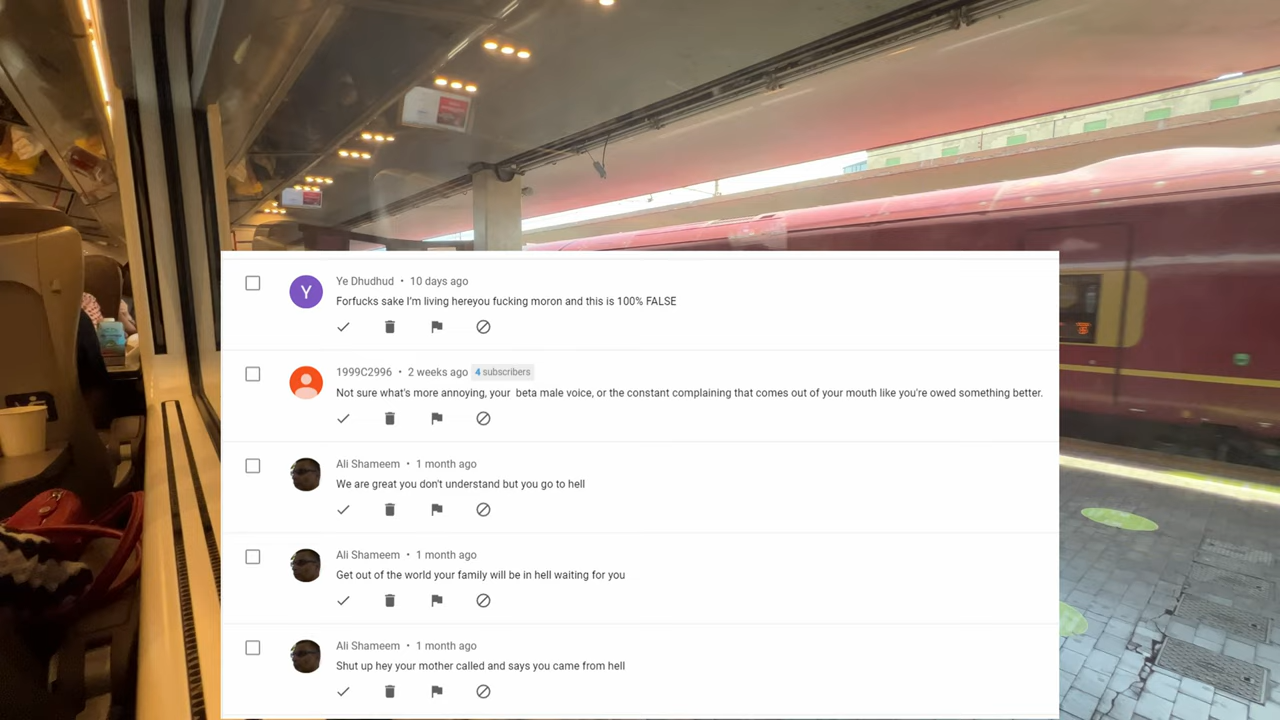 Y
Ye Dhudhud • 10 days ago
Forfucks sake I'm living hereyou fucking moron and this is 100% FALSE
1999C2996 • 2 weeks ago 4 subscribers
Not sure what's more annoying, your  beta male voice, or the constant complaining that comes out of your mouth like you're owed something better.
Ali Shameem • 1 month ago
We are great you don't understand but you go to hell
Ali Shameem • 1 month ago
Get out of the world your family will be in hell waiting for you
Ali Shameem • 1 month ago
Shut up hey your mother called and says you came from hell